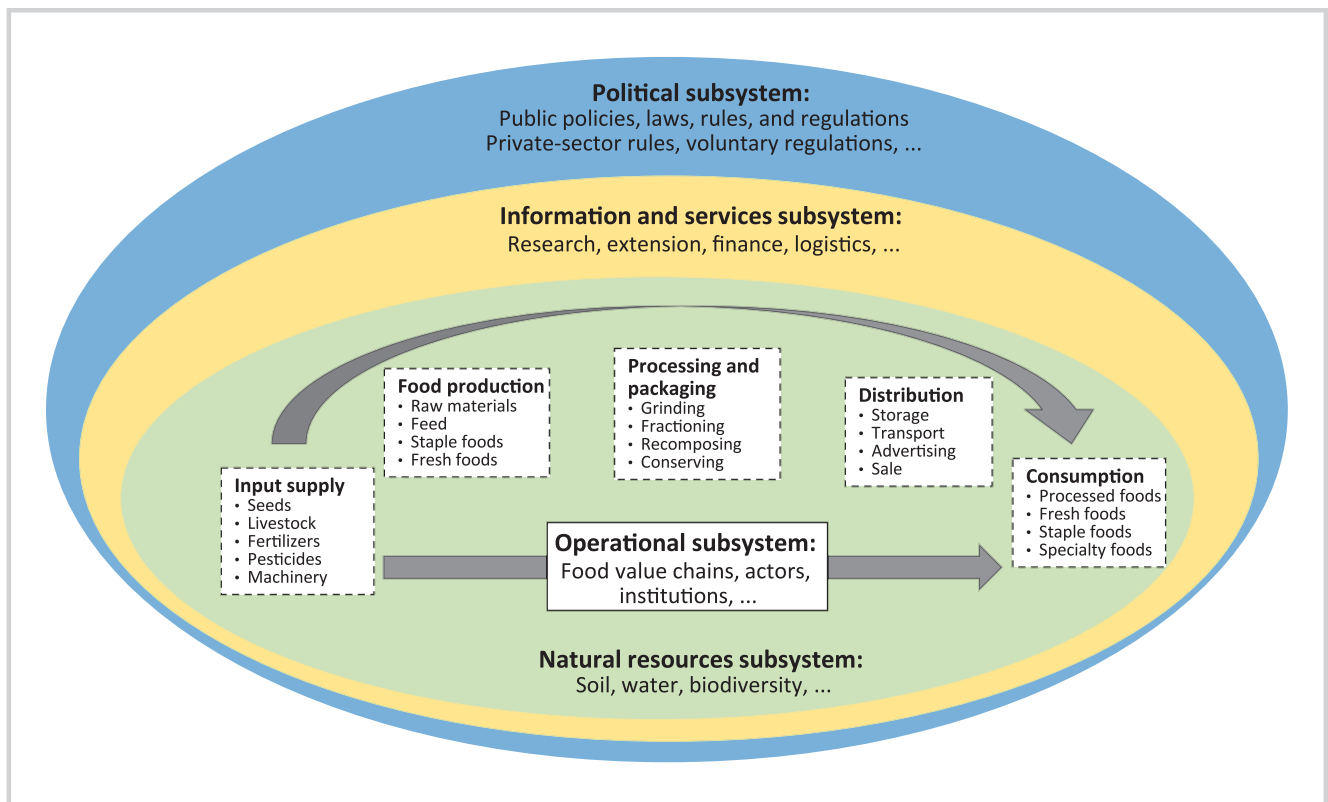 Political subsystem:
Public policies, laws, rules, and regulations
Private-sector rules, voluntary regulations, ...
Information and services subsystem:
Research, extension, finance, logistics, ...
Input supply
• Seeds
• Livestock
• Fertilizers
• Pesticides
• Machinery
Food production
• Raw materials
• Feed
• Staple foods
• Fresh foods
Processing and
packaging
• Grinding
• Fractioning
• Recomposing
• Conserving
Distribution
• Storage
• Transport
• Advertising
• Sale
Consumption
• Processed foods
• Fresh foods
• Staple foods
• Specialty foods
Operational subsystem:
Food value chains, actors,
institutions, ...
Natural resources subsystem:
Soil, water, biodiversity, ...